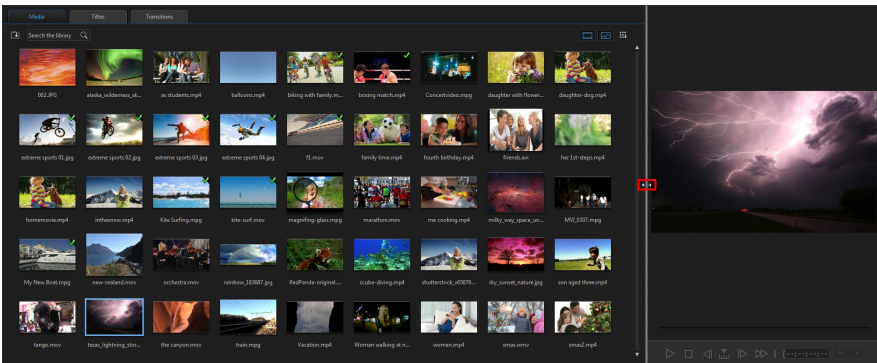 Media Titles Transitions
Search the library
002.JPG alaska_wilderness_sk... as students.mp4 balloons.mp4 biking with family.m... boxing match.mp4 Concertvideo.mpg daughter with flower... daughter-dog.mp4
extreme sports 01.jpg extreme sports 02.jpg extreme sports 03.jpg extreme sports 04.jpg f1.mov family time.mp4 fourth birthday.mp4 friends.avi her 1st-steps.mp4
homemovie.mp4 inthesnow.mp4 Kite Surfing.mpg kite-surf.mov magnifying-glass.mpg marathon.mov me cooking.mp4 milky_way_space_un... MVI_0307.mpg
My New Boat.mpg new-zealand.mov orchestra.mov rainbow_183687.jpg RedPanda-original.... scuba-diving.mp4 shutterstock_v65876... sky_sunset_nature.jpg son aged three.mp4
tango.mov texas_lightning_stor... the canyon.mov train.mpg Vacation.mp4 Woman walking at n... woman.mp4 xmas.wmv xmas2.mp4